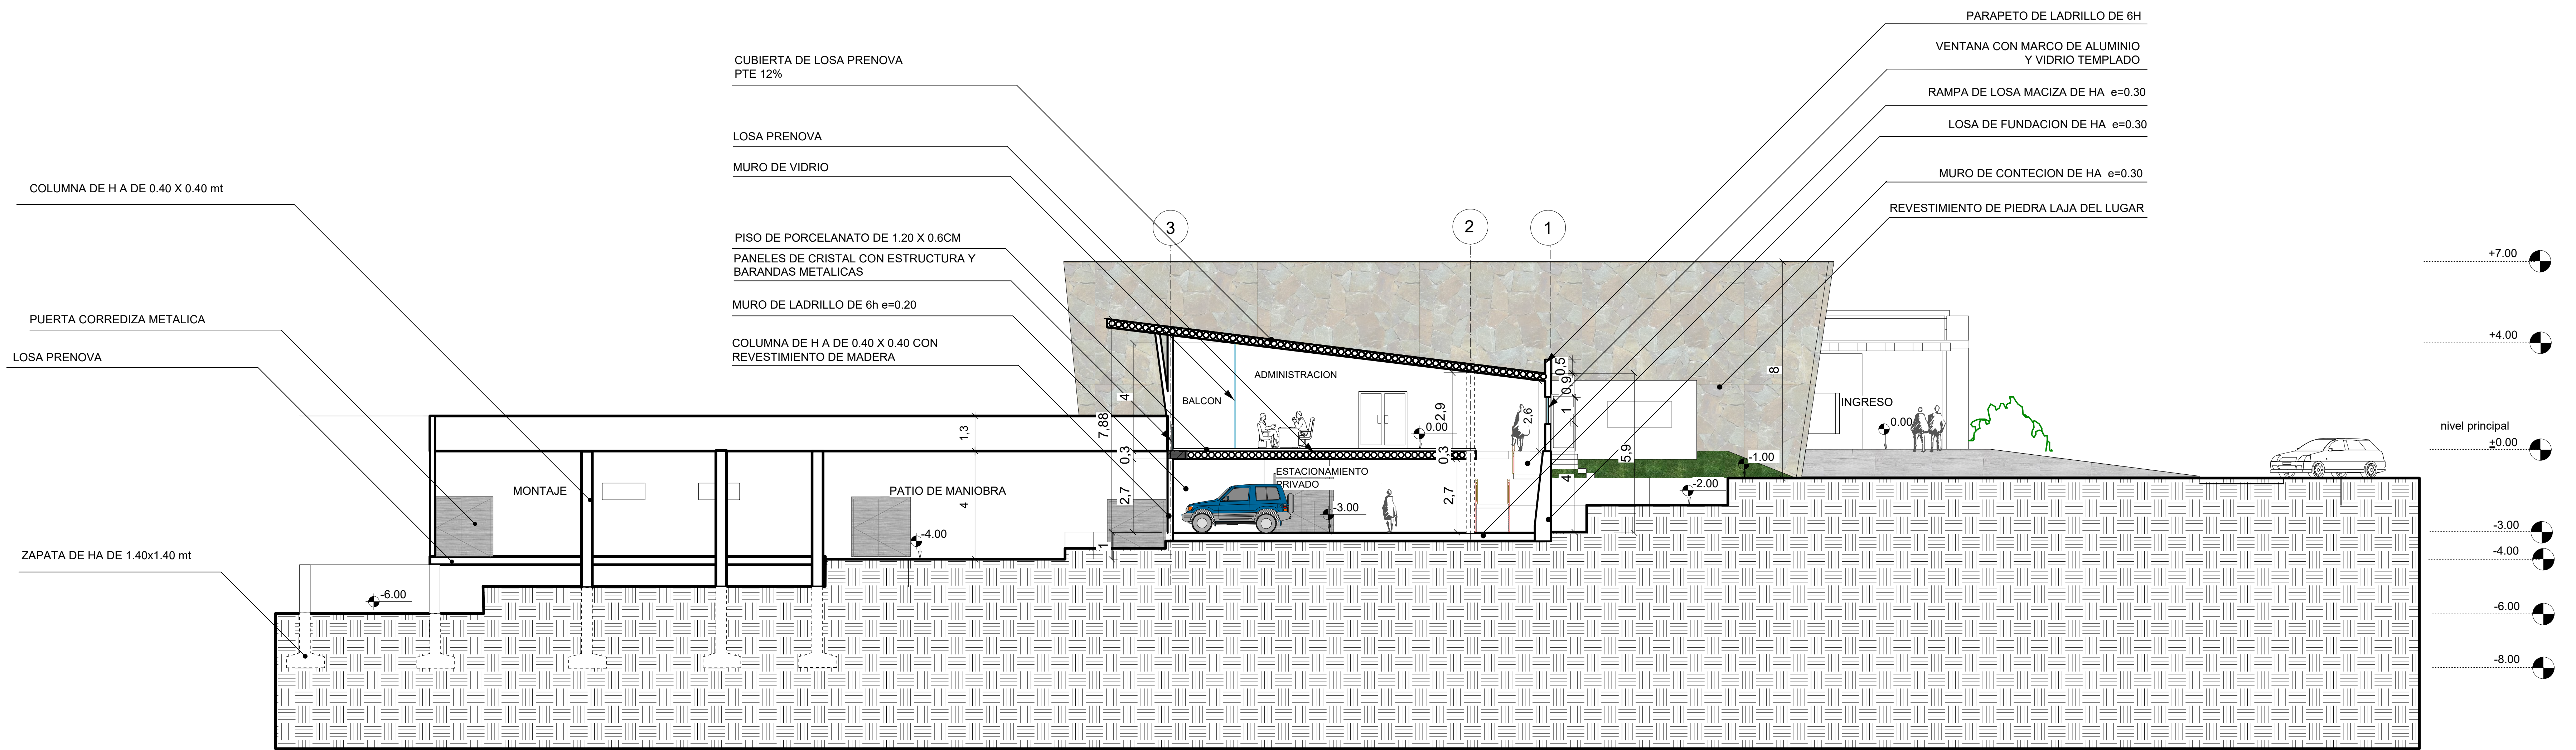 PARAPETO DE LADRILLO DE 6H
VENTANA CON MARCO DE ALUMINIO
Y VIDRIO TEMPLADO
RAMPA DE LOSA MACIZA DE HA e=0.30
LOSA DE FUNDACION DE HA e=0.30
MURO DE CONTECION DE HA e=0.30
REVESTIMIENTO DE PIEDRA LAJA DEL LUGAR
CUBIERTA DE LOSA PRENOVA
PTE 12%
LOSA PRENOVA
MURO DE VIDRIO
PISO DE PORCELANATO DE 1.20 X 0.6CM
PANELES DE CRISTAL CON ESTRUCTURA Y
BARANDAS METALICAS
MURO DE LADRILLO DE 6h e=0.20
COLUMNA DE H A DE 0.40 X 0.40 CON
REVESTIMIENTO DE MADERA
COLUMNA DE H A DE 0.40 X 0.40 mt
PUERTA CORREDIZA METALICA
LOSA PRENOVA
ZAPATA DE HA DE 1.40x1.40 mt
3
2
1
ADMINISTRACION
BALCON
ESTACIONAMIENTO
PRIVADO
MONTAJE
PATIO DE MANIOBRA
INGRESO
1,3
4
7,88
4
0,3
2,7
1
2,9
0,3
2,7
2,6
0,5
0,9
1
4
5,9
8
0.00
0.00
-1.00
-2.00
-3.00
-4.00
-6.00
+7.00
+4.00
nivel principal
±0.00
-3.00
-4.00
-6.00
-8.00